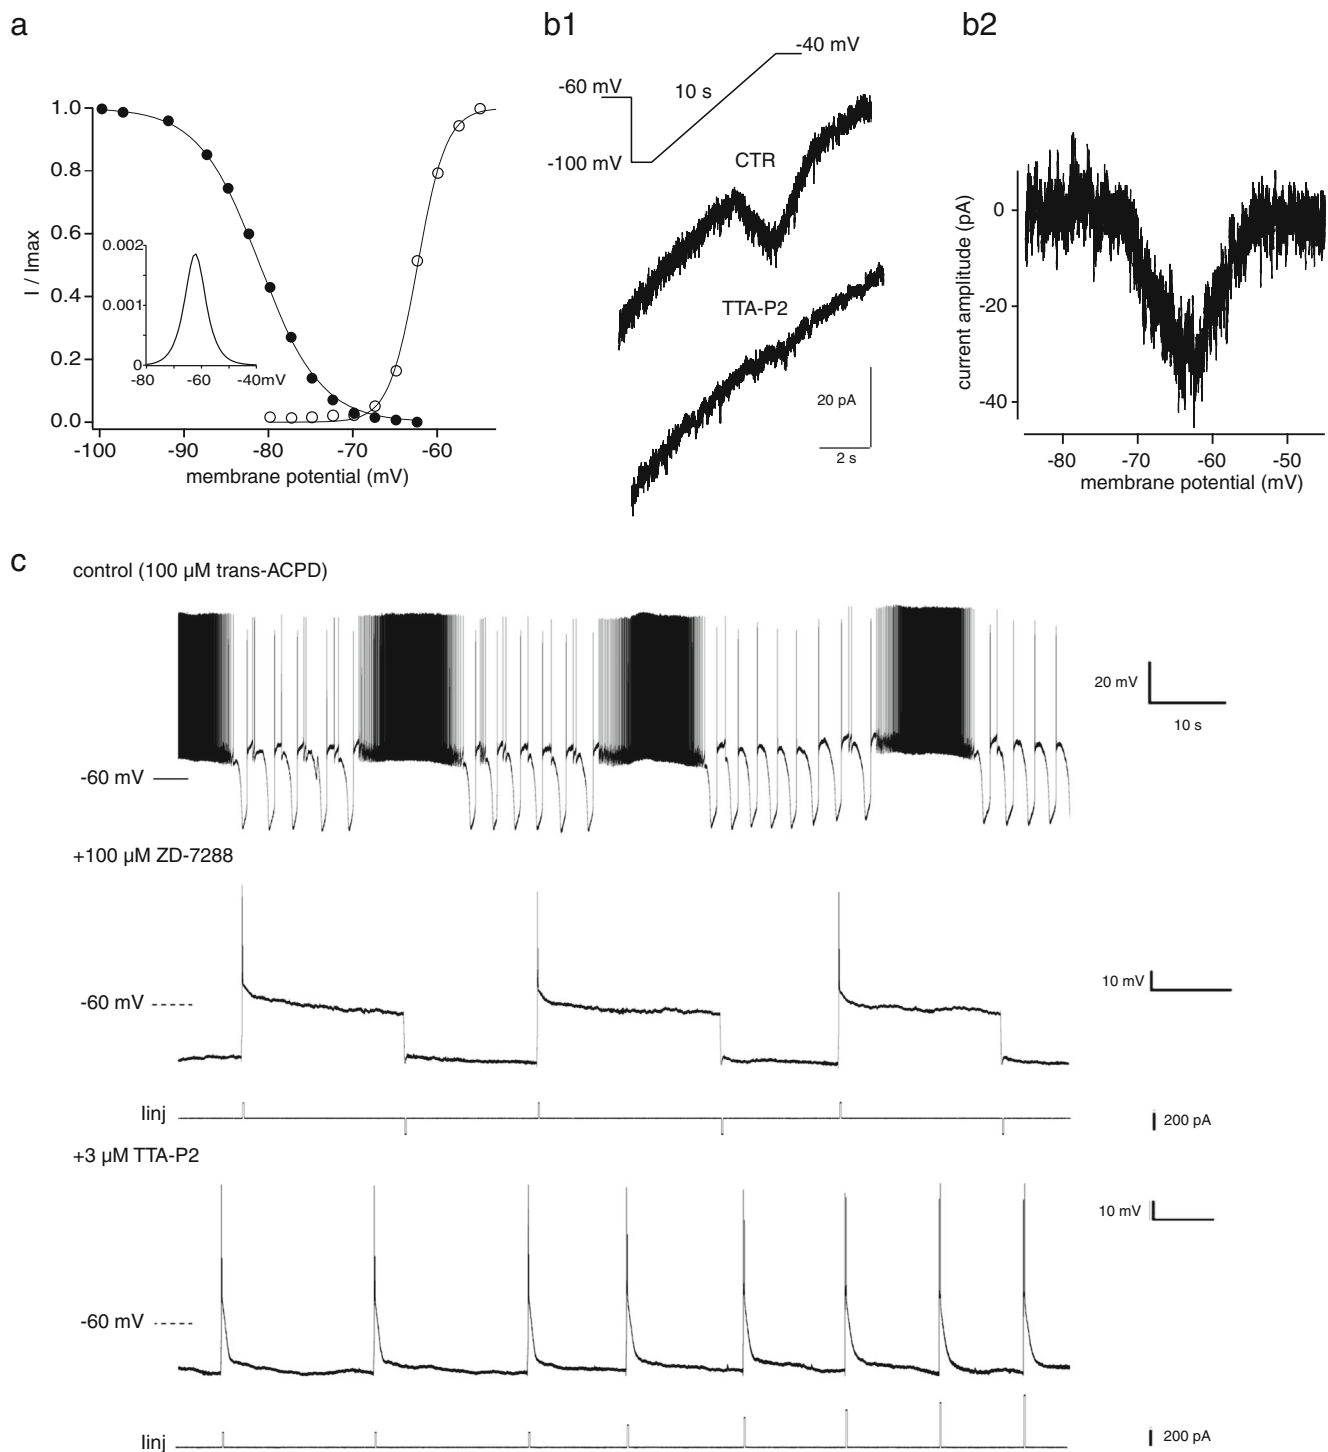 a
b1
b2
1.0
0.8
0.6
0.4
0.2
0.0
I / Imax
0.002
0.001
0
-80
-60
-40mV
-100
-90
-80
-70
-60
membrane potential (mV)
-60 mV
-100 mV
10 s
-40 mV
CTR
TTA-P2
20 pA
2 s
0
-20
-40
current amplitude (pA)
-80
-70
-60
-50
membrane potential (mV)
c
control (100 µM trans-ACPD)
20 mV
10 s
-60 mV
+100 µM ZD-7288
-60 mV
10 mV
Iinj
200 pA
+3 µM TTA-P2
10 mV
-60 mV
Iinj
200 pA